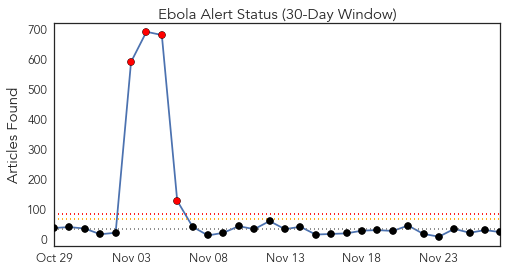 Ebola Alert Status (30-Day Window)
Articles Found
700
600
500
400
300
200
100
0
Oct 29
Nov 03
Nov 08
Nov 13
Nov 18
Nov 23